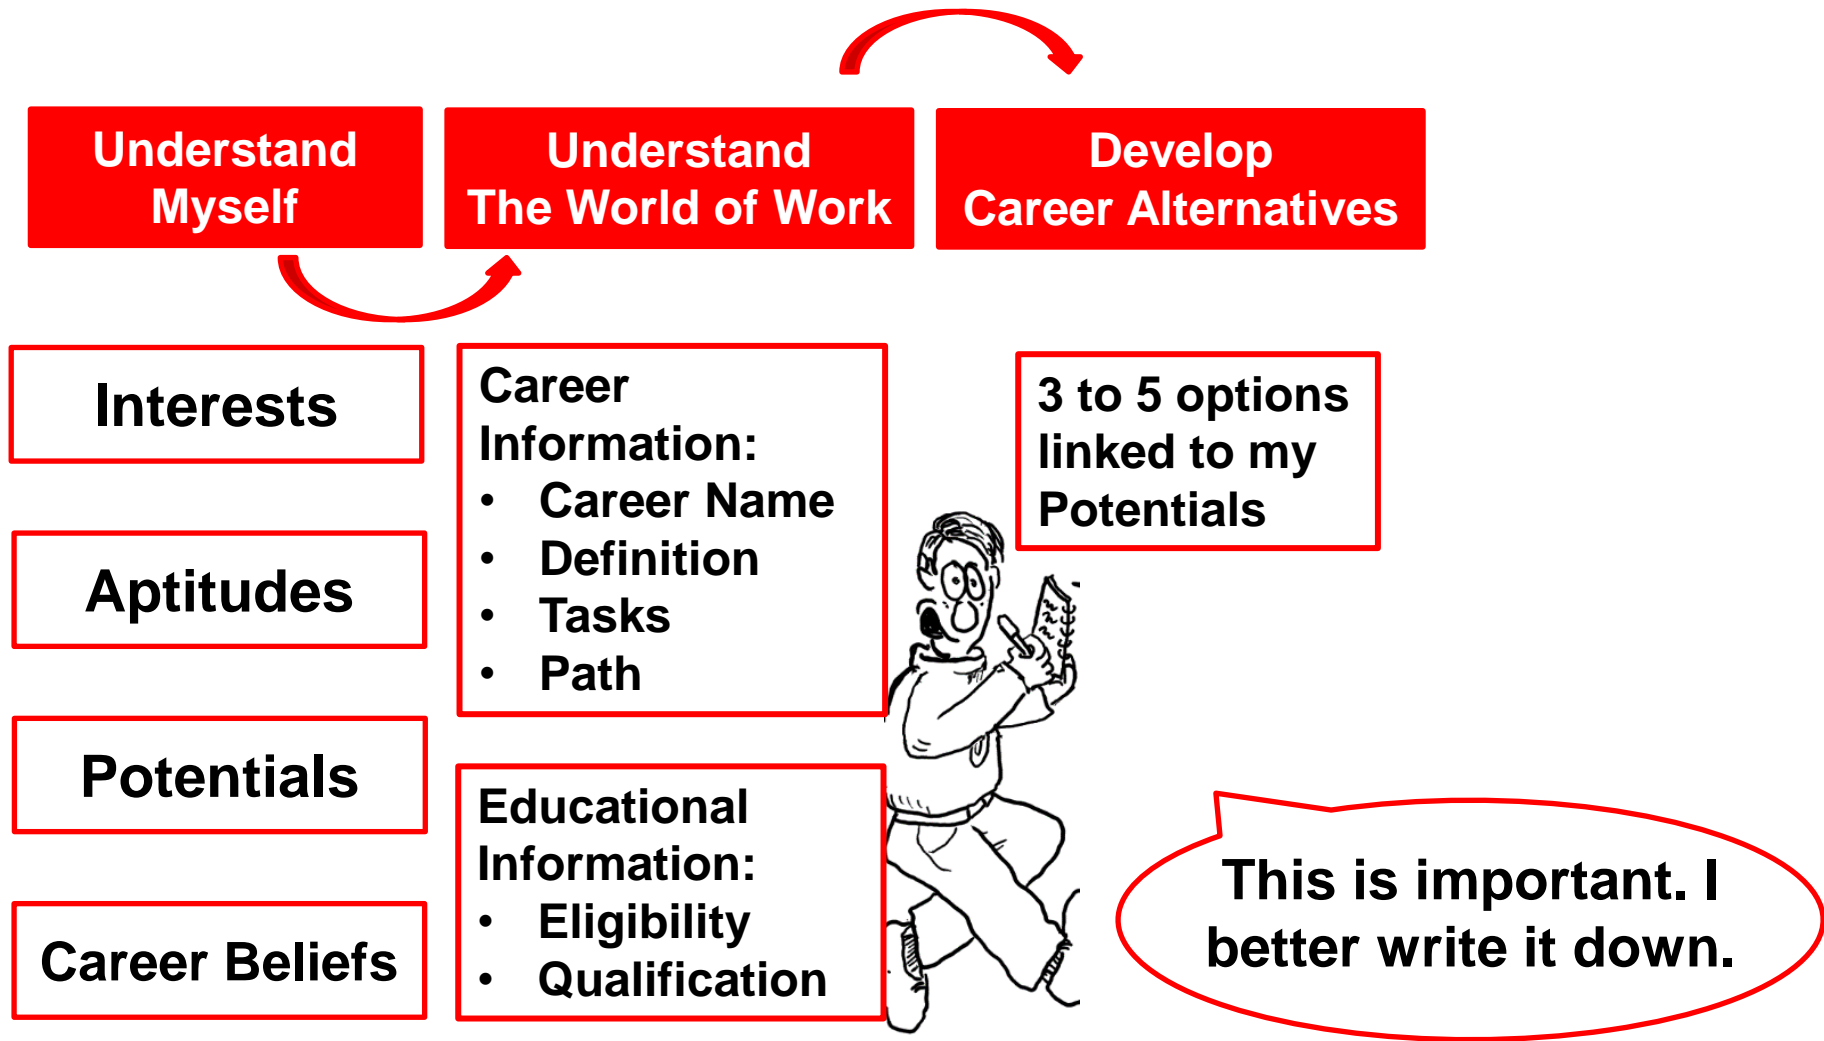 Understand
Myself
Understand
The World of Work
Develop
Career Alternatives
Interests
Aptitudes
Potentials
Career Beliefs
Career
Information:
• Career Name
• Definition
• Tasks
• Path
Educational
Information:
• Eligibility
• Qualification
3 to 5 options
linked to my
Potentials
This is important. I
better write it down.